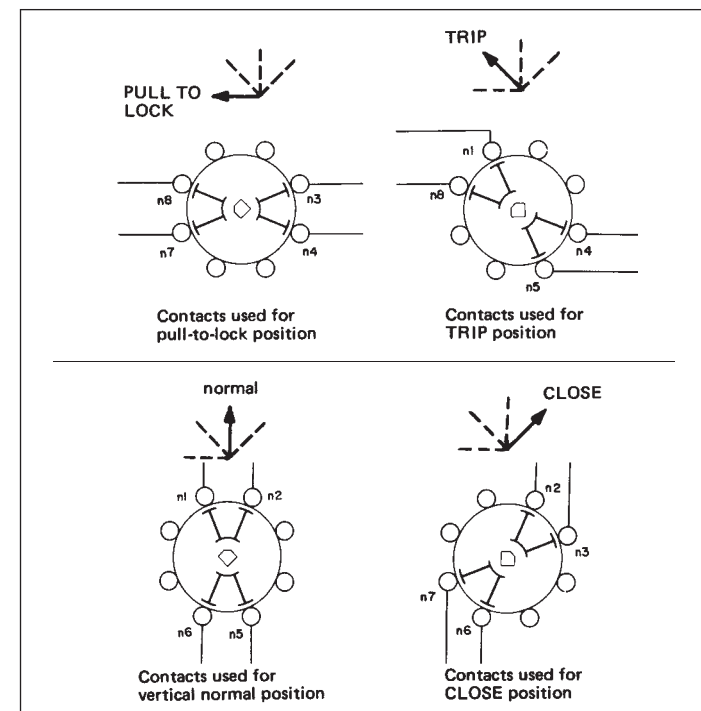 PULL TO
LOCK
n8
n3
n7
n4
Contacts used for
pull-to-lock position
TRIP
n1
n8
n4
n5
Contacts used for
TRIP position
normal
n1
n2
n6
n5
Contacts used for
vertical normal position
CLOSE
n2
n3
n7
n6
Contacts used for
CLOSE position